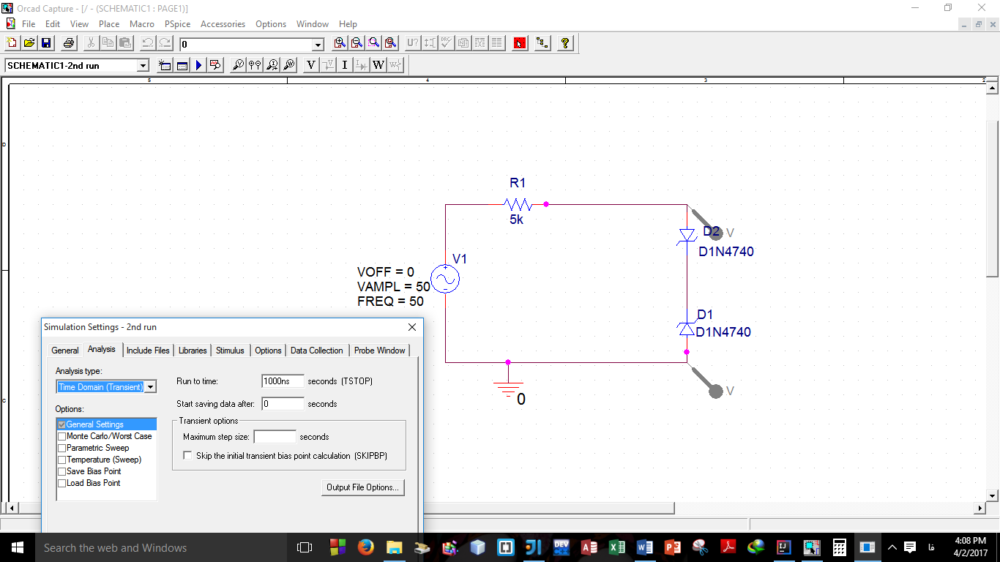 Orcad Capture - [/ - (SCHEMATIC1 : PAGE1)]
File Edit View Place Macro PSpice Accessories Options Window Help
0
U? DRC
SCHEMATIC1-2nd run
V V I I W W
5 4 3 2
D
C
R1
5k
V1
VOFF = 0
VAMPL = 50
FREQ = 50
D2
V
D1N4740
D1
D1N4740
V
0
Simulation Settings - 2nd run
General Analysis Include Files Libraries Stimulus Options Data Collection Probe Window
Analysis type:
Time Domain (Transient)
Run to time: 1000ns seconds (TSTOP)
Start saving data after: 0 seconds
Options:
General Settings
Monte Carlo/Worst Case
Parametric Sweep
Temperature (Sweep)
Save Bias Point
Load Bias Point
Transient options
Maximum step size: seconds
Skip the initial transient bias point calculation (SKIPBP)
Output File Options...
Search the web and Windows
DEV
فا
4:08 PM
4/2/2017